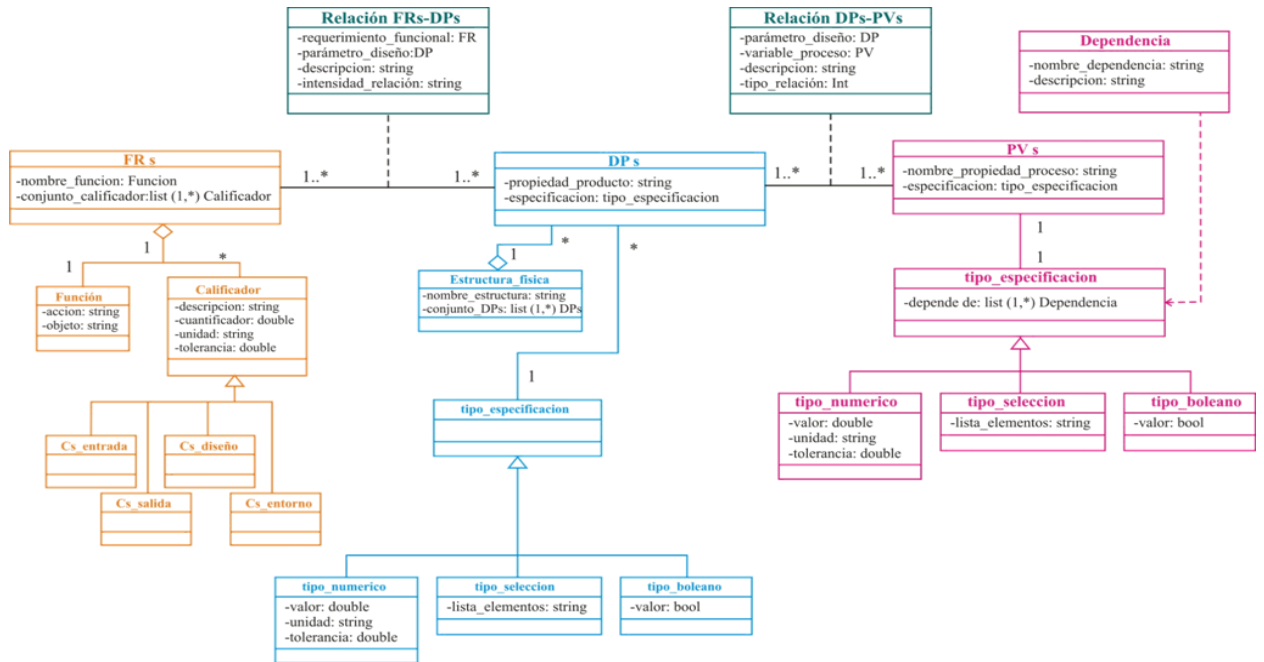 Relación FRs-DPs
-requerimiento_funcional: FR
-parámetro_diseño:DP
-descripcion: string
-intensidad_relación: string
Relación DPs-PVs
-parámetro_diseño: DP
-variable_proceso: PV
-descripcion: string
-tipo_relación: Int
Dependencia
-nombre_dependencia: string
-descripcion: string
FR s
-nombre_funcion: Funcion
-conjunto_calificador:list (1,*) Calificador
1..*
1..*
DP s
-propiedad_producto: string
-especificacion: tipo_especificacion
1..*
1..*
PV s
-nombre_propiedad_proceso: string
-especificacion: tipo_especificacion
1
1
*
Función
-accion: string
-objeto: string
Calificador
-descripcion: string
-cuantificador: double
-unidad: string
-tolerancia: double
*
1
*
Estructura_fisica
-nombre_estructura: string
-conjunto_DPs: list (1,*) DPs
1
1
1
tipo_especificacion
-depende de: list (1,*) Dependencia
tipo_especificacion
Cs_entrada
Cs_diseño
Cs_salida
Cs_entorno
tipo_numerico
-valor: double
-unidad: string
-tolerancia: double
tipo_seleccion
-lista_elementos: string
tipo_boleano
-valor: bool
tipo_numerico
-valor: double
-unidad: string
-tolerancia: double
tipo_seleccion
-lista_elementos: string
tipo_boleano
-valor: bool